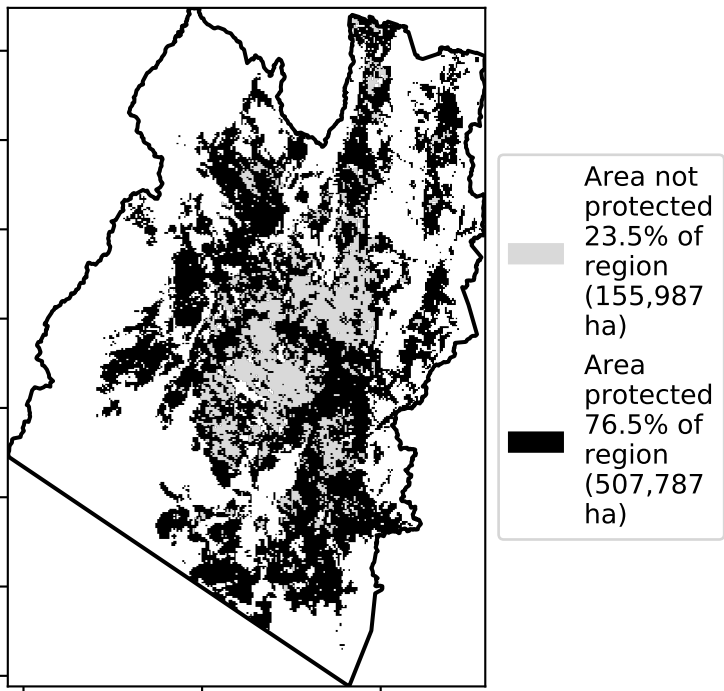 Area not
protected
23.5% of
region
(155,987
ha)
Area
protected
76.5% of
region
(507,787
ha)